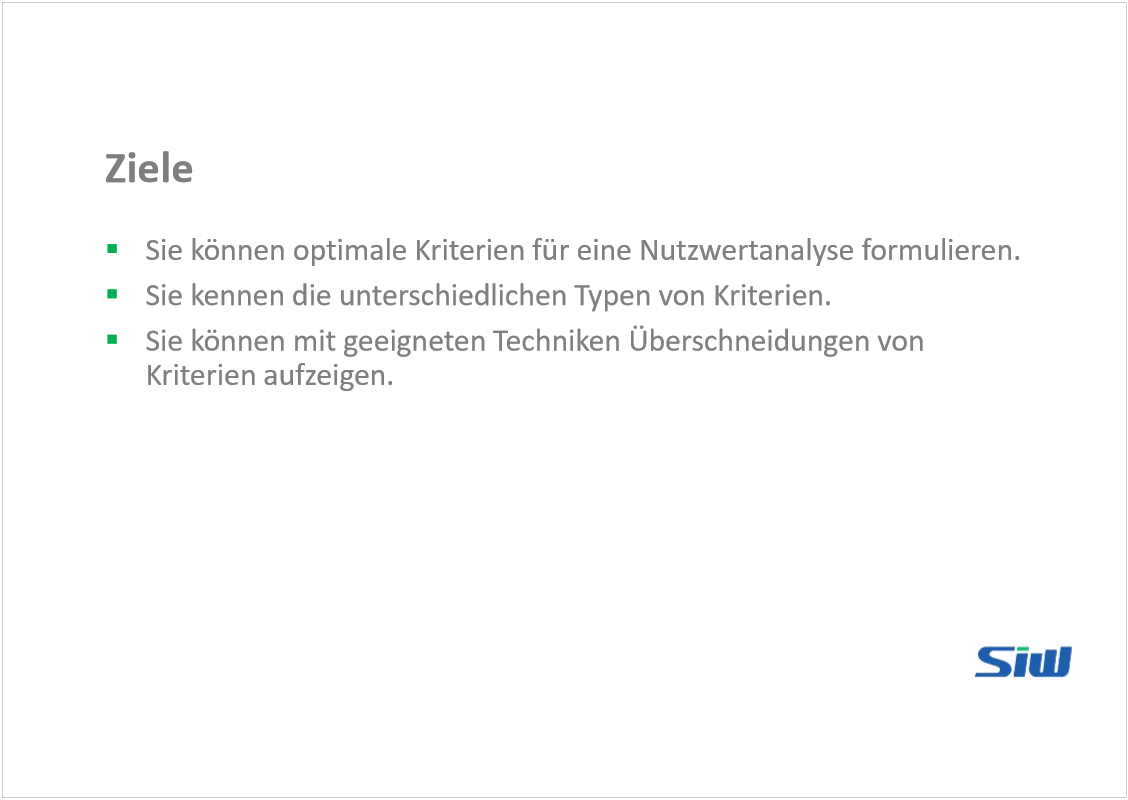 Ziele
Sie können optimale Kriterien für eine Nutzwertanalyse formulieren.
Sie kennen die unterschiedlichen Typen von Kriterien.
Sie können mit geeigneten Techniken Überschneidungen von
Kriterien aufzeigen.
Siw